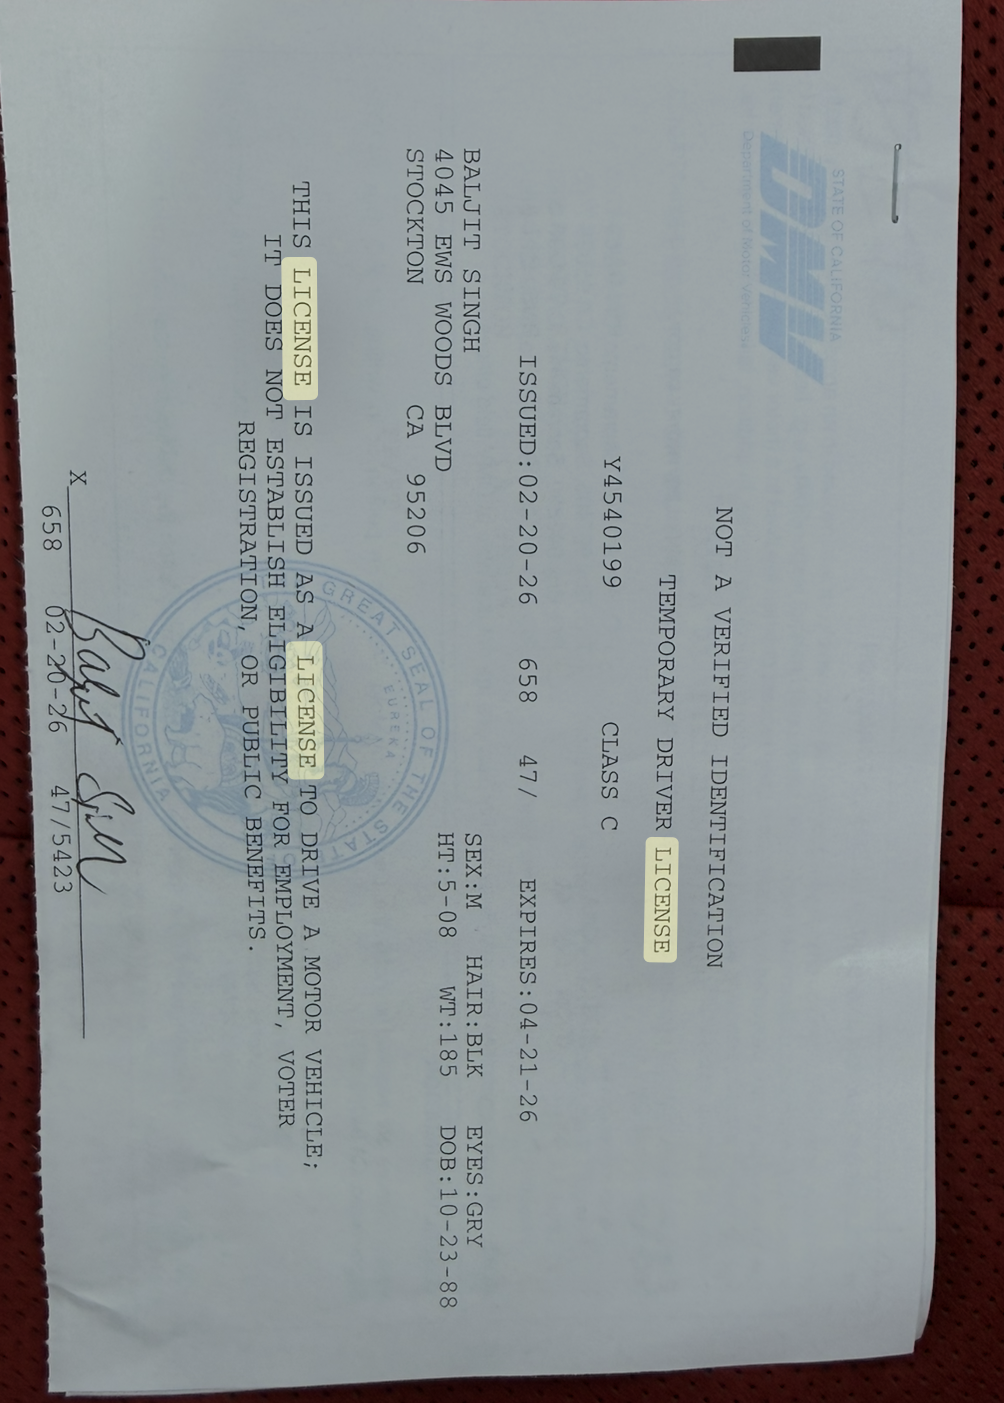 STATE OF CALIFORNIA
DMV
Department of Motor Vehicles
NOT A VERIFIED IDENTIFICATION
TEMPORARY DRIVER LICENSE
Y4540199 CLASS C
ISSUED:02-20-26 658 47/ EXPIRES:04-21-26
BALJIT SINGH SEX:M HAIR:BLK EYES:GRY
4045 EWS WOODS BLVD HT:5-08 WT:185 DOB:10-23-88
STOCKTON CA 95206
THIS LICENSE IS ISSUED AS A LICENSE TO DRIVE A MOTOR VEHICLE;
IT DOES NOT ESTABLISH ELIGIBILITY FOR EMPLOYMENT, VOTER
REGISTRATION, OR PUBLIC BENEFITS.
GREAT SEAL OF THE STATE
EUREKA
CALIFORNIA
X Baljit Singh
658 02-20-26 47/5423